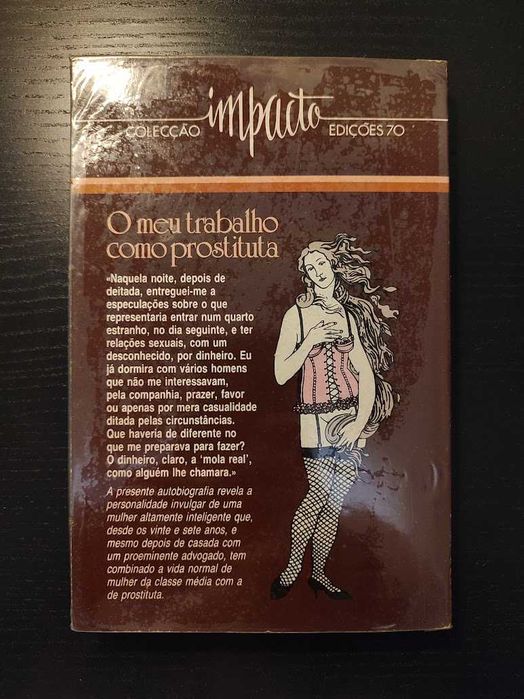 COLECÇÃO impacto EDIÇÕES 70
O meu trabalho
como prostituta
«Naquela noite, depois de
deitada, entreguei-me a
especulações sobre o que
representaria entrar num quarto
estranho, no dia seguinte, e ter
relações sexuais, com um
desconhecido, por dinheiro. Eu
já dormira com vários homens
que não me interessavam,
pela companhia, prazer, favor
ou apenas por mera casualidade
ditada pelas circunstâncias.
Que haveria de diferente no
que me preparava para fazer?
O dinheiro, claro, a 'mola real',
como alguém lhe chamara.»
A presente autobiografia revela a
personalidade invulgar de uma
mulher altamente inteligente que,
desde os vinte e sete anos, e
mesmo depois de casada com
um proeminente advogado, tem
combinado a vida normal de
mulher da classe média com a
de prostituta.